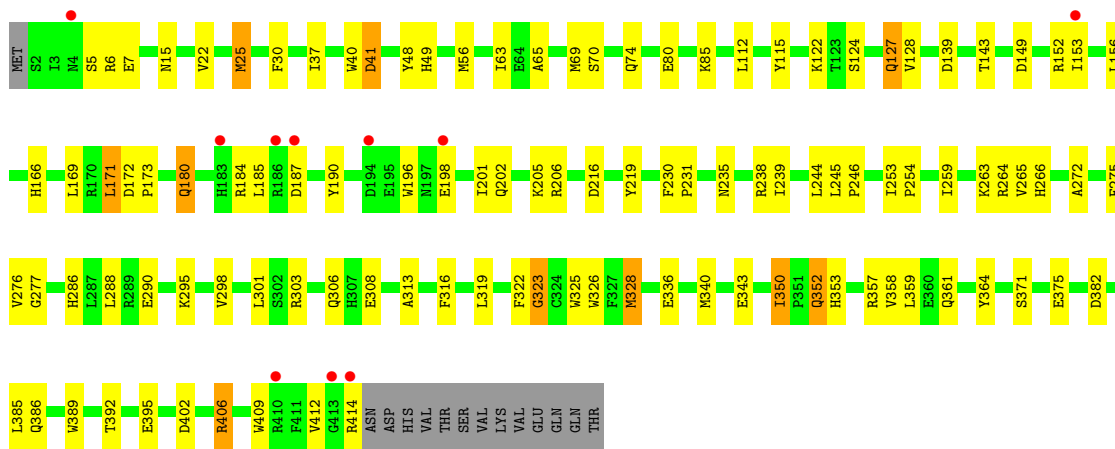 MET S2 I3 N4 S5 R6 E7 N15 V22 M25 F30 I37 W40 D41 Y48 H49 M56 I63 E64 A65 M69 S70 Q74 E80 K85 L112 Y115 K122 T123 S124 Q127 V128 D139 T143 D149 R152 I153 L156
H166 L169 R170 L171 D172 P173 Q180 H183 R184 L185 R186 D187 Y190 D194 E195 W196 N197 E198 I201 Q202 K205 R206 D216 Y219 F230 P231 N235 R238 I239 L244 L245 P246 I253 P254 I259 K263 R264 V265 H266 A272
V276 G277 H286 L287 L288 R289 E290 K295 V298 L301 S302 R303 Q306 H307 E308 A313 F316 L319 F322 G323 G324 W325 W326 F327 M328 E336 M340 E343 I350 P351 Q352 H353 R357 V358 L359 E360 Q361 Y364 S371 E375 D382
L385 Q386 W389 T392 E395 D402 R406 W409 R410 F411 V412 G413 R414 ASN ASP HIS VAL THR SER VAL LYS VAL GLU GLN GLN THR